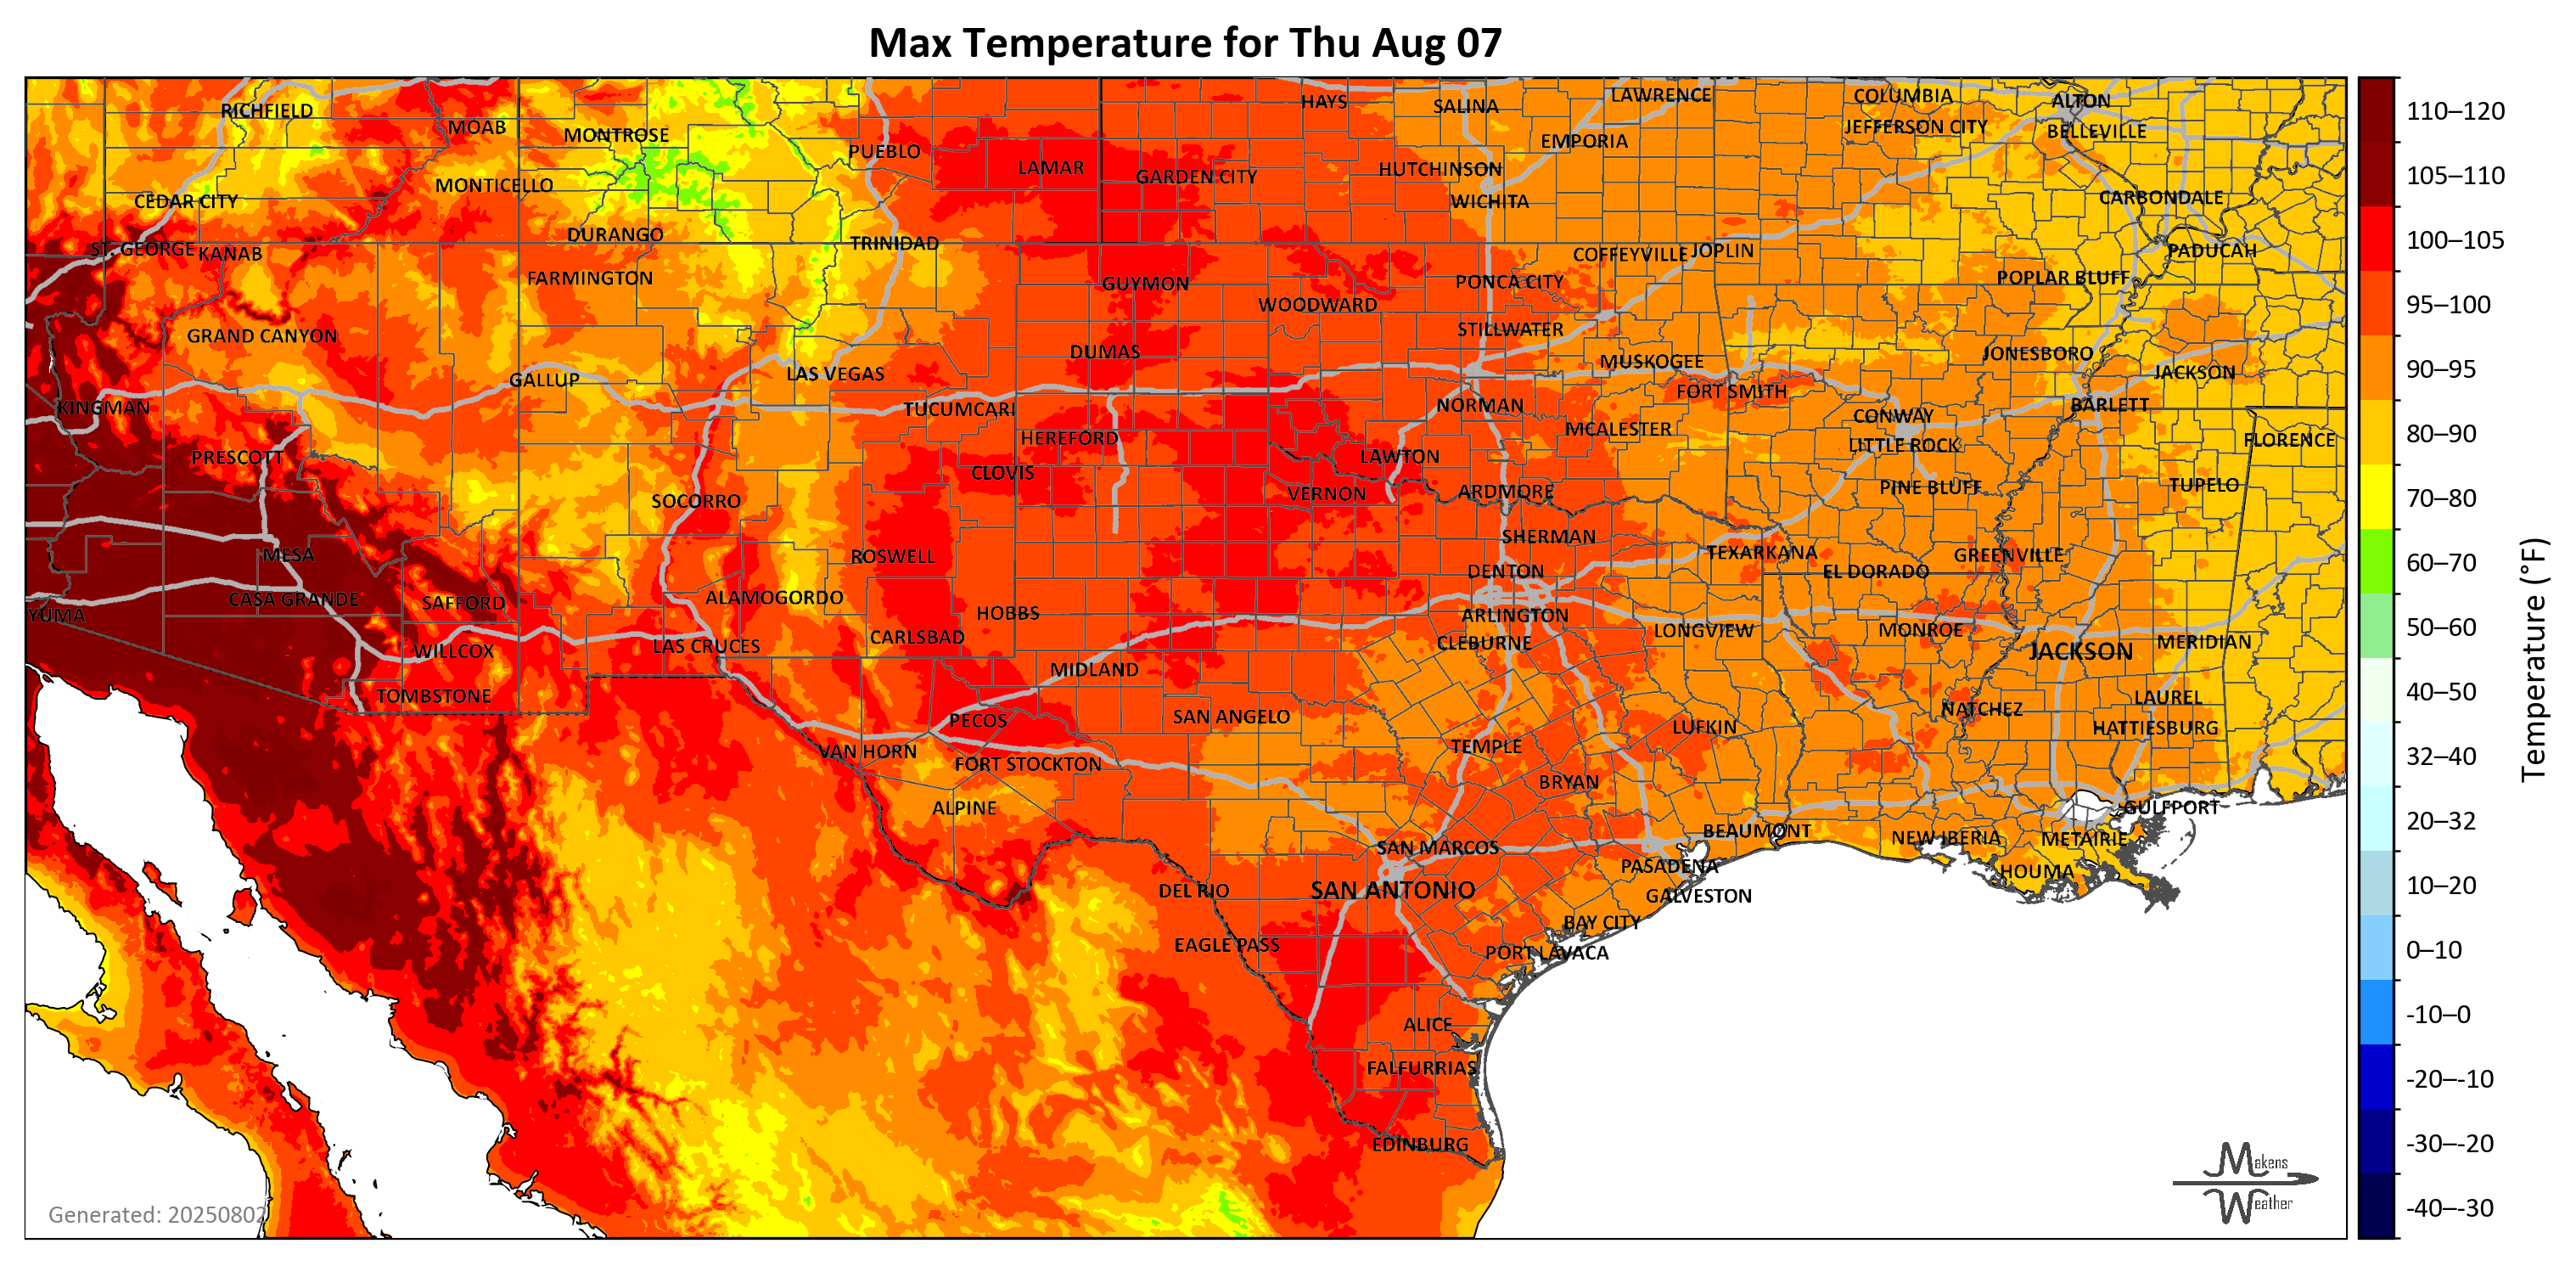 Max Temperature for Thu Aug 07
RICHFIELD
MOAB
MONTROSE
PUEBLO
LAMAR
GARDEN CITY
HAYS
SALINA
LAWRENCE
EMPORIA
HUTCHINSON
WICHITA
COLUMBIA
JEFFERSON CITY
ALTON
BELLEVILLE
CEDAR CITY
MONTICELLO
CARBONDALE
ST. GEORGE
KANAB
DURANGO
TRINIDAD
COFFEYVILLE
JOPLIN
PADUCAH
FARMINGTON
GUYMON
WOODWARD
PONCA CITY
POPLAR BLUFF
GRAND CANYON
DUMAS
STILLWATER
MUSKOGEE
JONESBORO
JACKSON
GALLUP
LAS VEGAS
FORT SMITH
KINGMAN
TUCUMCARI
NORMAN
CONWAY
BARLETT
HEREFORD
MCALESTER
LITTLE ROCK
FLORENCE
PRESCOTT
CLOVIS
LAWTON
SOCORRO
VERNON
ARDMORE
PINE BLUFF
TUPELO
MESA
ROSWELL
SHERMAN
TEXARKANA
GREENVILLE
DENTON
EL DORADO
YUMA
CASA GRANDE
SAFFORD
ALAMOGORDO
HOBBS
ARLINGTON
LONGVIEW
MONROE
WILLCOX
LAS CRUCES
CARLSBAD
CLEBURNE
JACKSON
MERIDIAN
TOMBSTONE
MIDLAND
LAUREL
PECOS
SAN ANGELO
LUFKIN
NATCHEZ
HATTIESBURG
VAN HORN
FORT STOCKTON
TEMPLE
BRYAN
ALPINE
GULFPORT
BEAUMONT
NEW IBERIA
METAIRIE
SAN MARCOS
PASADENA
HOUMA
DEL RIO
SAN ANTONIO
GALVESTON
BAY CITY
EAGLE PASS
PORT LAVACA
ALICE
FALFURRIAS
EDINBURG
Generated: 20250802
Makens
Weather
110–120
105–110
100–105
95–100
90–95
80–90
70–80
60–70
50–60
40–50
32–40
20–32
10–20
0–10
-10–0
-20–-10
-30–-20
-40–-30
Temperature (°F)